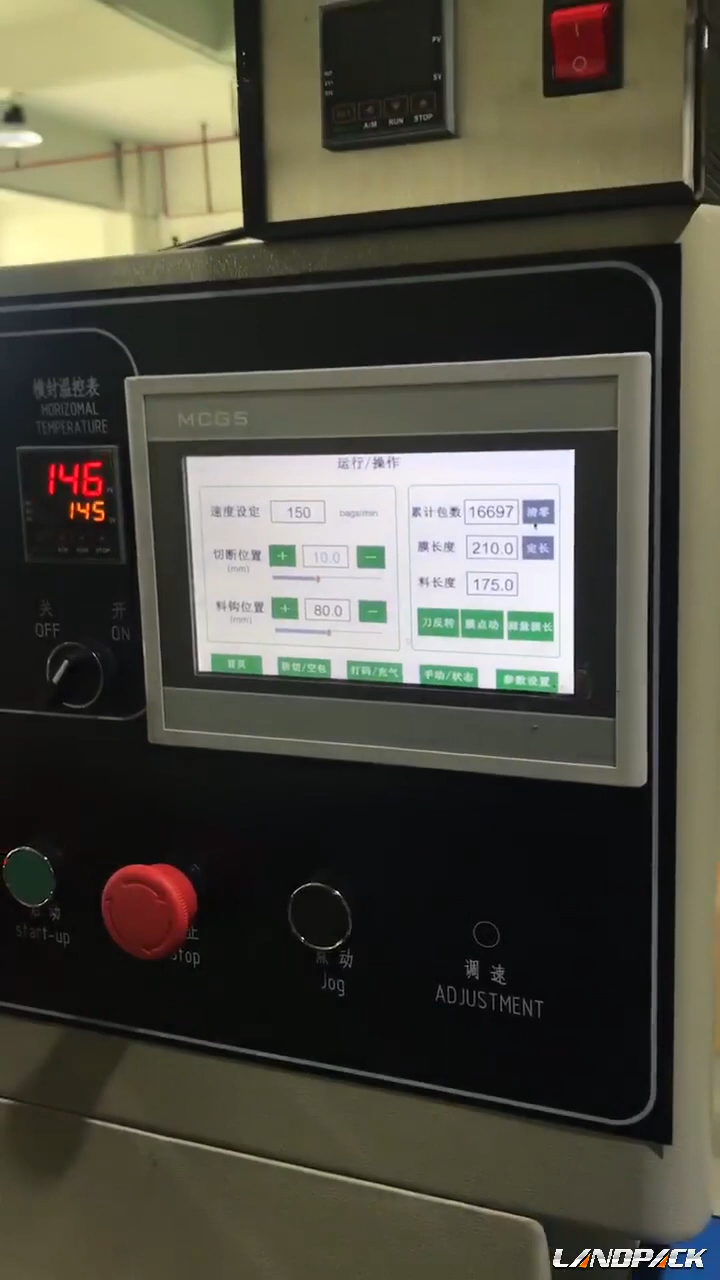 PV
SV
A/M RUN STOP
横封温控表
HORIZOMAL
TEMPERATURE
146
145
关 开
OFF ON
MCGS
运行/操作
速度设定 150 bags/min
切断位置 + 10.0 -
(mm)
料钩位置 + 80.0 -
(mm)
累计包数 16697 清零
膜长度 210.0 定长
料长度 175.0
刀反转 膜点动 测量膜长
首页 防切/空包 打码/充气 手动/状态 参数设置
启动
start-up
止
Stop
点动
Jog
调速
ADJUSTMENT
LANDPACK